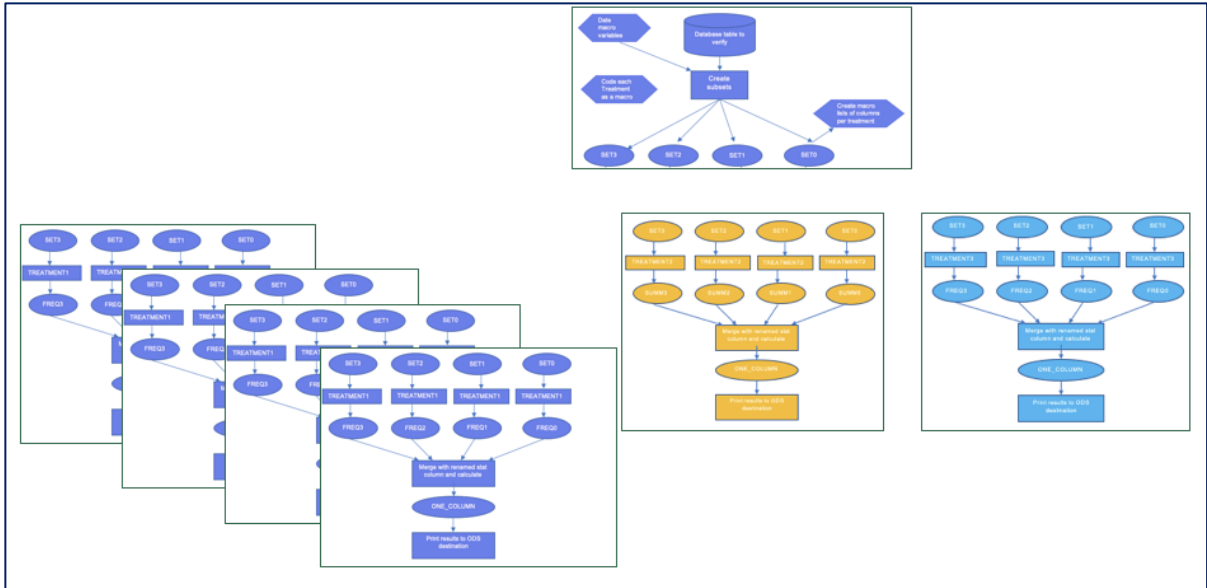 Date
macro
variables
Database table to
verify
Code each
Treatment
as a macro
Create
subsets
Create macro
lists of columns
per treatment
SET3
SET2
SET1
SET0
SET3
SET2
SET1
SET0
TREATMENT1
TREATM
FREQ3
FREQ
M
SET3
SET2
SET1
SET0
TREATMENT1
TREATM
FREQ3
FREQ
M
SET3
SET2
SET1
SET0
TREATMENT1
TREATM
FREQ3
FREQ
SET3
SET2
SET1
SET0
TREATMENT1
TREATMENT1
TREATMENT1
TREATMENT1
FREQ3
FREQ2
FREQ1
FREQ0
Merge with renamed stat
column and calculate
ONE_COLUMN
Print results to ODS
destination
SET3
SET2
SET1
SET0
TREATMENT2
TREATMENT2
TREATMENT2
TREATMENT2
SUMM3
SUMM2
SUMM1
SUMM0
Merge with renamed stat
column and calculate
ONE_COLUMN
Print results to ODS
destination
SET3
SET2
SET1
SET0
TREATMENT3
TREATMENT3
TREATMENT3
TREATMENT3
FREQ3
FREQ2
FREQ1
FREQ0
Merge with renamed stat
column and calculate
ONE_COLUMN
Print results to ODS
destination